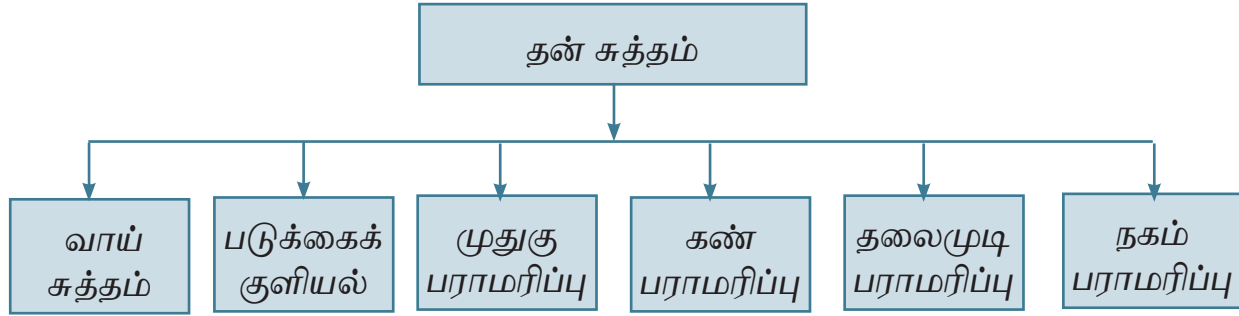 தன் சுத்தம்
வாய்
சுத்தம்
படுக்கைக்
குளியல்
முதுகு
பராமரிப்பு
கண்
பராமரிப்பு
தலைமுடி
பராமரிப்பு
நகம்
பராமரிப்பு